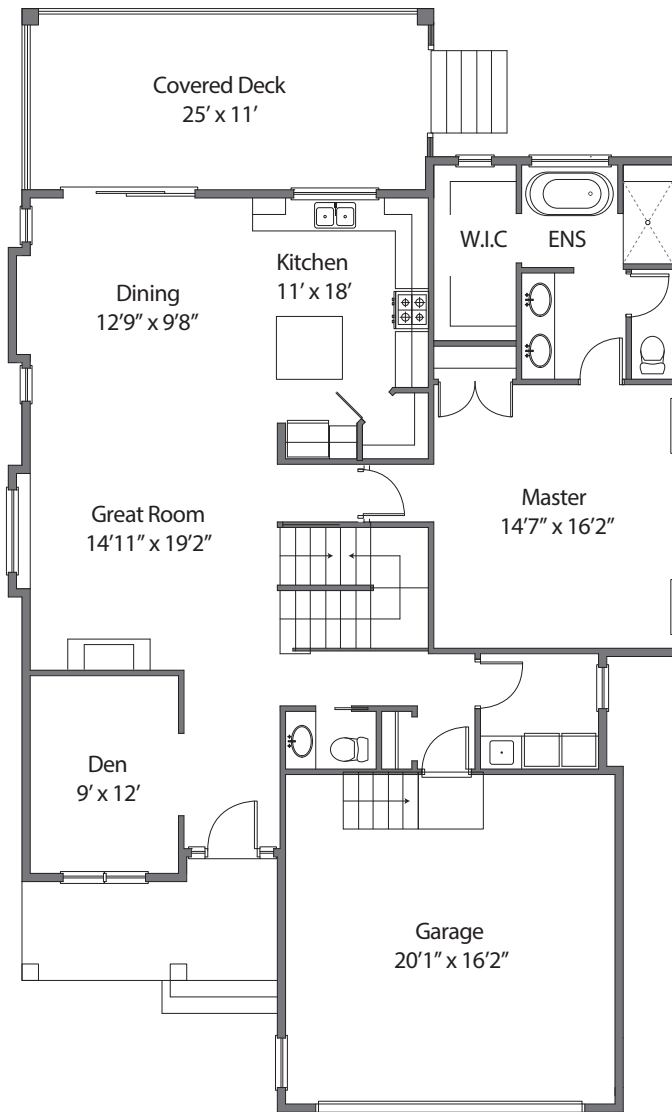 Covered Deck
25’ x 11’
W.I.C
ENS
Kitchen
11’ x 18’
Dining
12’9” x 9’8”
Great Room
14’11” x 19’2”
Master
14’7” x 16’2”
Den
9’ x 12’
Garage
20’1” x 16’2”